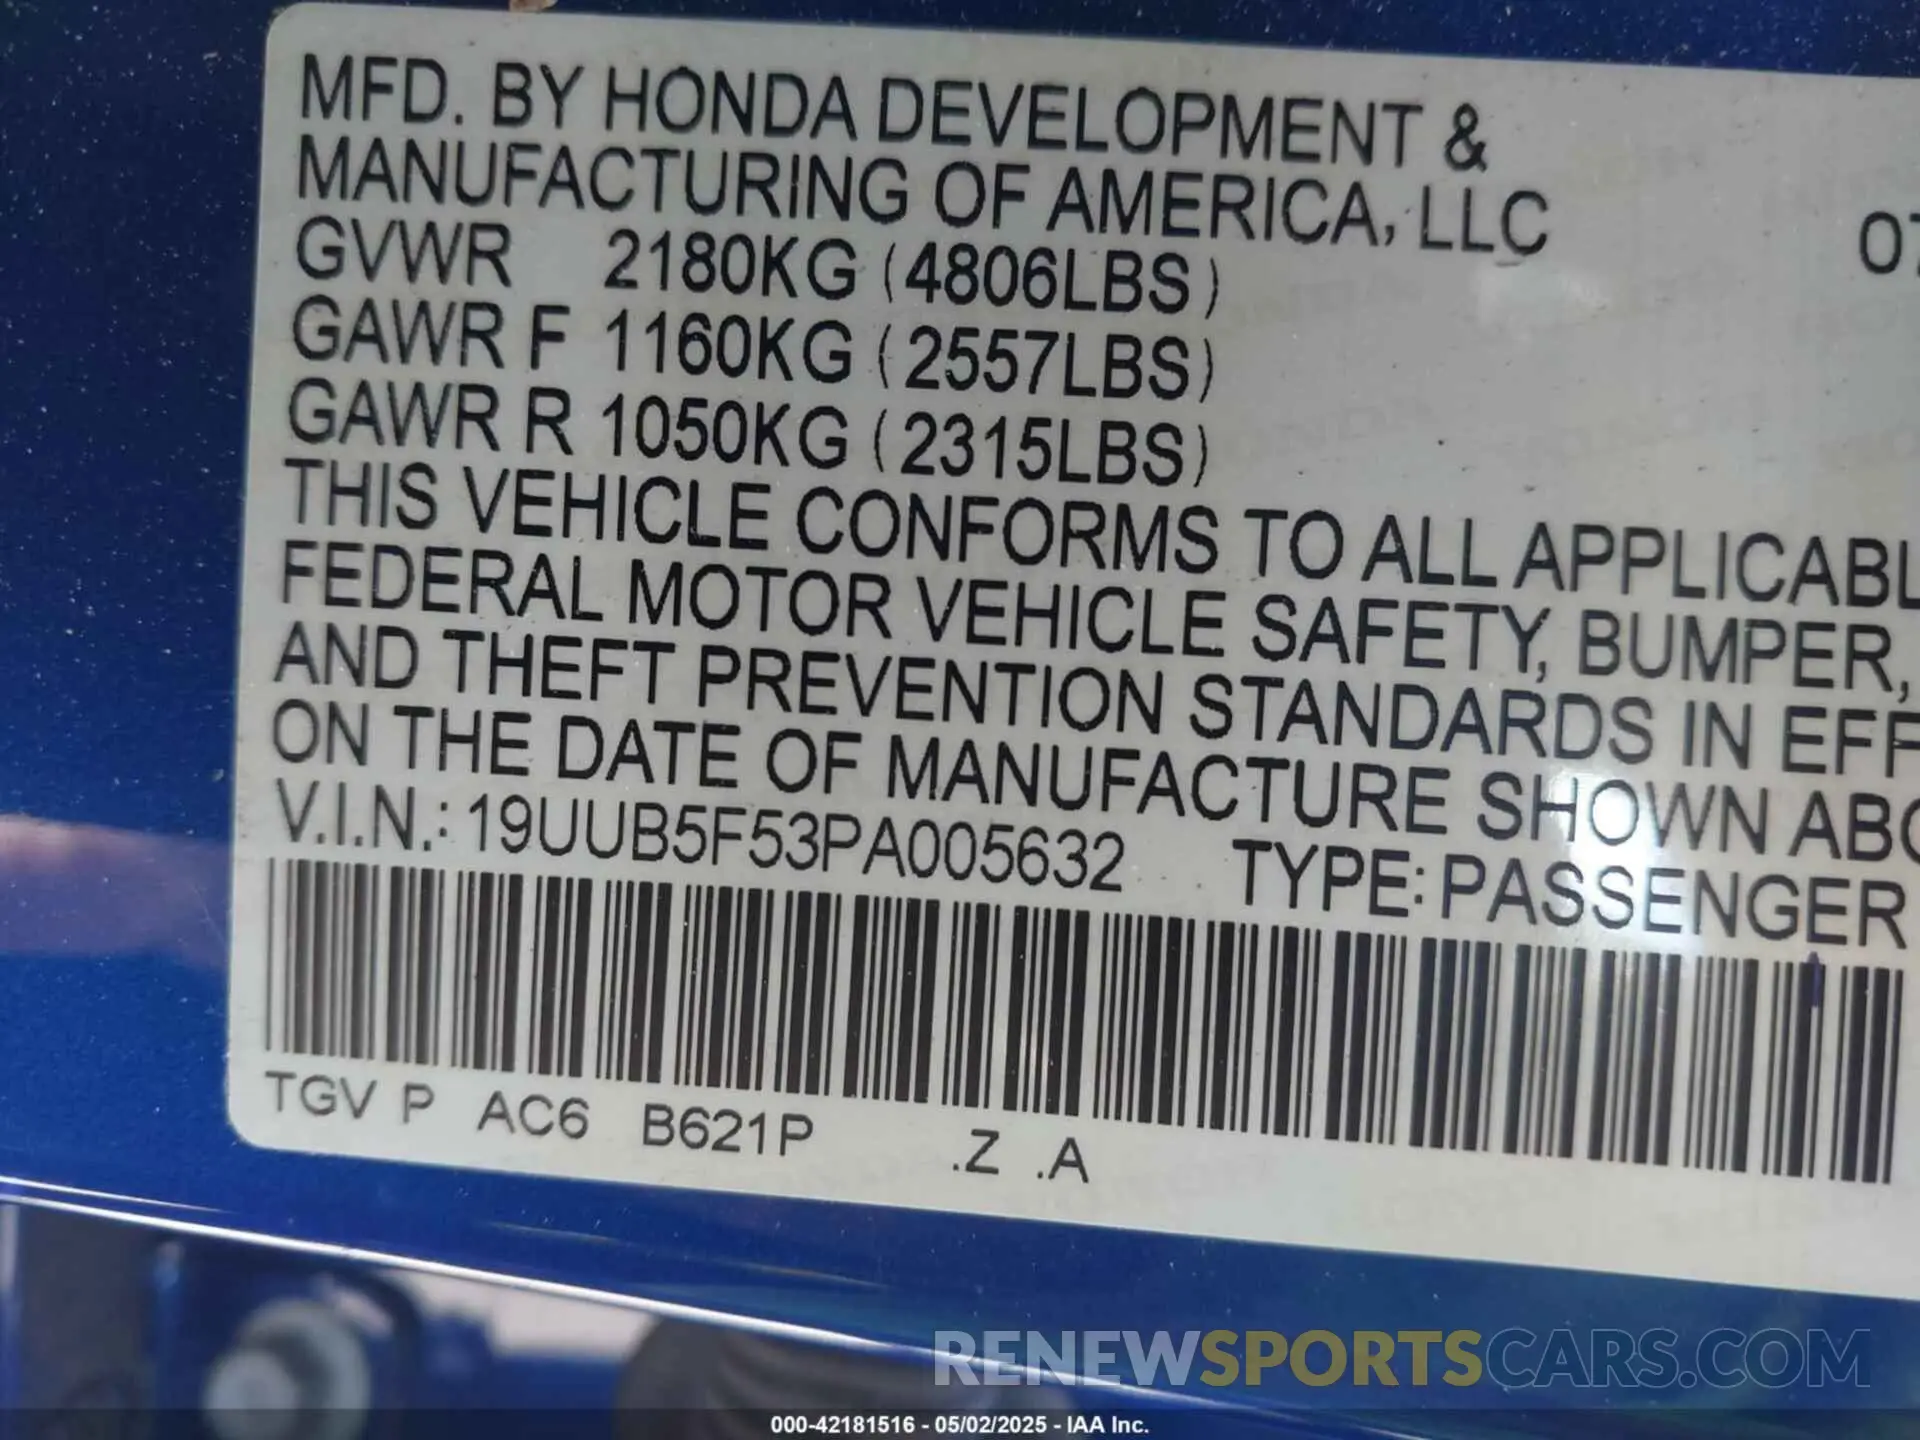 MFD. BY HONDA DEVELOPMENT &
MANUFACTURING OF AMERICA, LLC 07
GVWR 2180KG (4806LBS)
GAWR F 1160KG (2557LBS)
GAWR R 1050KG (2315LBS)
THIS VEHICLE CONFORMS TO ALL APPLICABL
FEDERAL MOTOR VEHICLE SAFETY, BUMPER,
AND THEFT PREVENTION STANDARDS IN EFF
ON THE DATE OF MANUFACTURE SHOWN ABO
V.I.N.: 19UUB5F53PA005632 TYPE: PASSENGER
TGV P AC6 B621P .Z .A
RENEWSPORTSCARS.COM
000-42181516 - 05/02/2025 - IAA Inc.